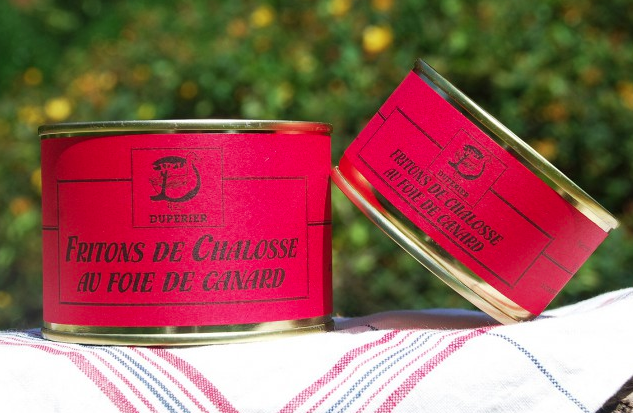 DUPERIER
FRITONS DE CHALOSSE
AU FOIE DE CANARD
DUPERIER
FRITONS DE CHALOSSE
AU FOIE DE CANARD